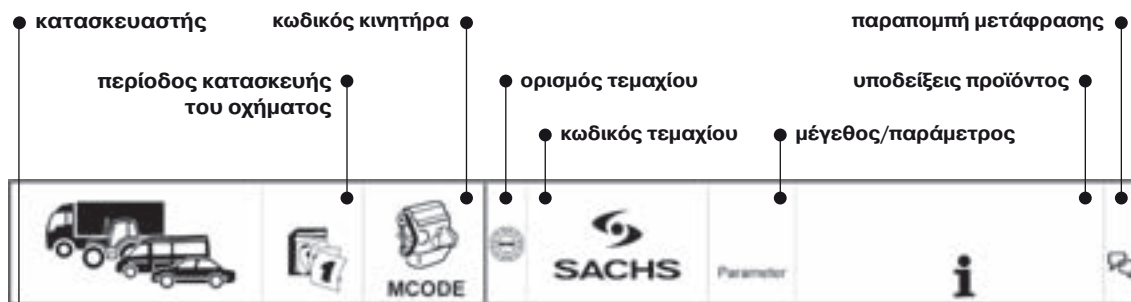 κατασκευαστής κωδικός κινητήρα παραπομπή μετάφρασης
περίοδος κατασκευής
του οχήματος
ορισμός τεμαχίου
υποδείξεις προϊόντος
κωδικός τεμαχίου μέγεθος/παράμετρος
1
MCODE
SACHS
Parameter
i